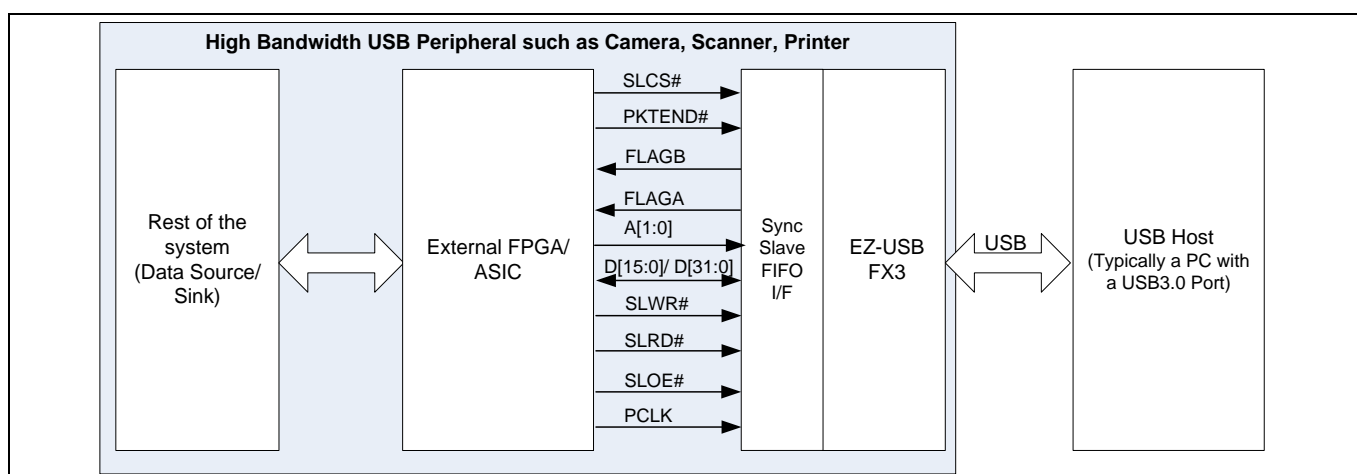 High Bandwidth USB Peripheral such as Camera, Scanner, Printer
Rest of the
system
(Data Source/
Sink)
External FPGA/
ASIC
SLCS#
PKTEND#
FLAGB
FLAGA
A[1:0]
D[15:0]/ D[31:0]
SLWR#
SLRD#
SLOE#
PCLK
Sync
Slave
FIFO
I/F
EZ-USB
FX3
USB
USB Host
(Typically a PC with
a USB3.0 Port)